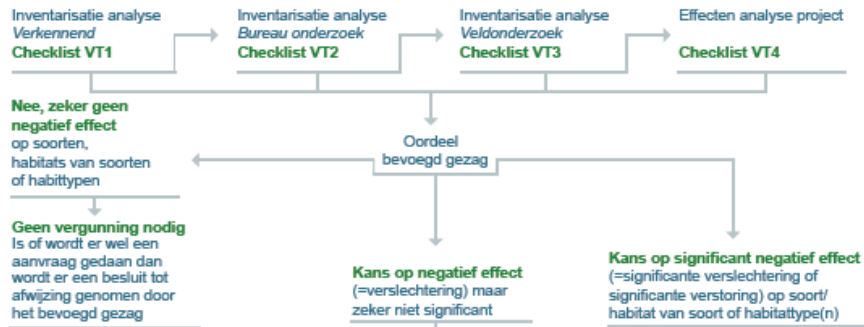 Inventarisatie analyse
Verkennend
Checklist VT1
Inventarisatie analyse
Bureau onderzoek
Checklist VT2
Inventarisatie analyse
Veldonderzoek
Checklist VT3
Effecten analyse project
Checklist VT4
Nee, zeker geen
negatief effect
op soorten,
habitats van soorten
of habittypen
Oordeel
bevoegd gezag
Geen vergunning nodig
Is of wordt er wel een
aanvraag gedaan dan
wordt er een besluit tot
afwijzing genomen door
het bevoegd gezag
Kans op negatief effect
(=verslechtering) maar
zeker niet significant
Kans op significant negatief effect
(=significante verslechtering of
significante verstoring) op soort/
habitat van soort of habitattype(n)